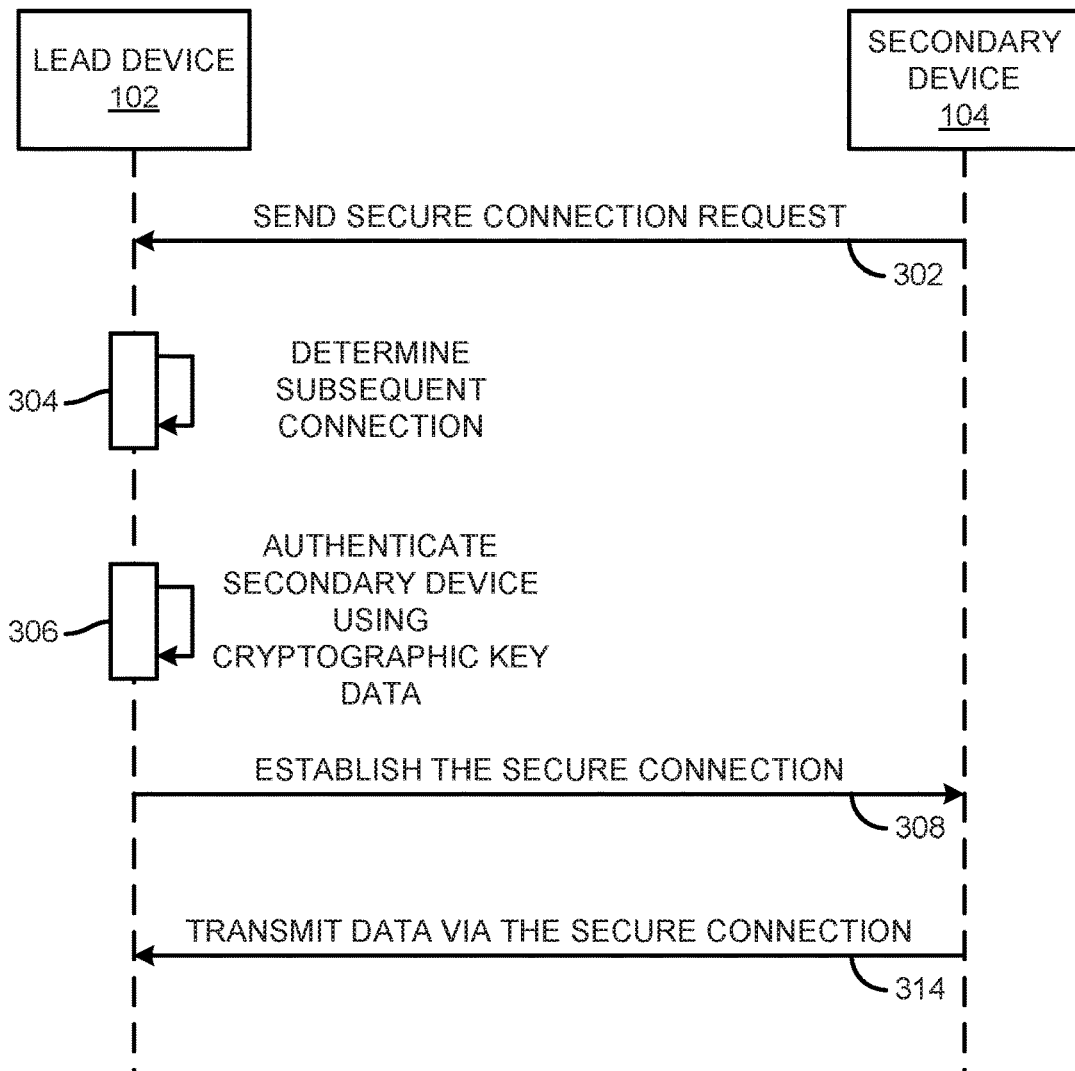 LEAD DEVICE
102
SECONDARY
DEVICE
104
SEND SECURE CONNECTION REQUEST
302
304
DETERMINE
SUBSEQUENT
CONNECTION
306
AUTHENTICATE
SECONDARY DEVICE
USING
CRYPTOGRAPHIC KEY
DATA
ESTABLISH THE SECURE CONNECTION
308
TRANSMIT DATA VIA THE SECURE CONNECTION
314